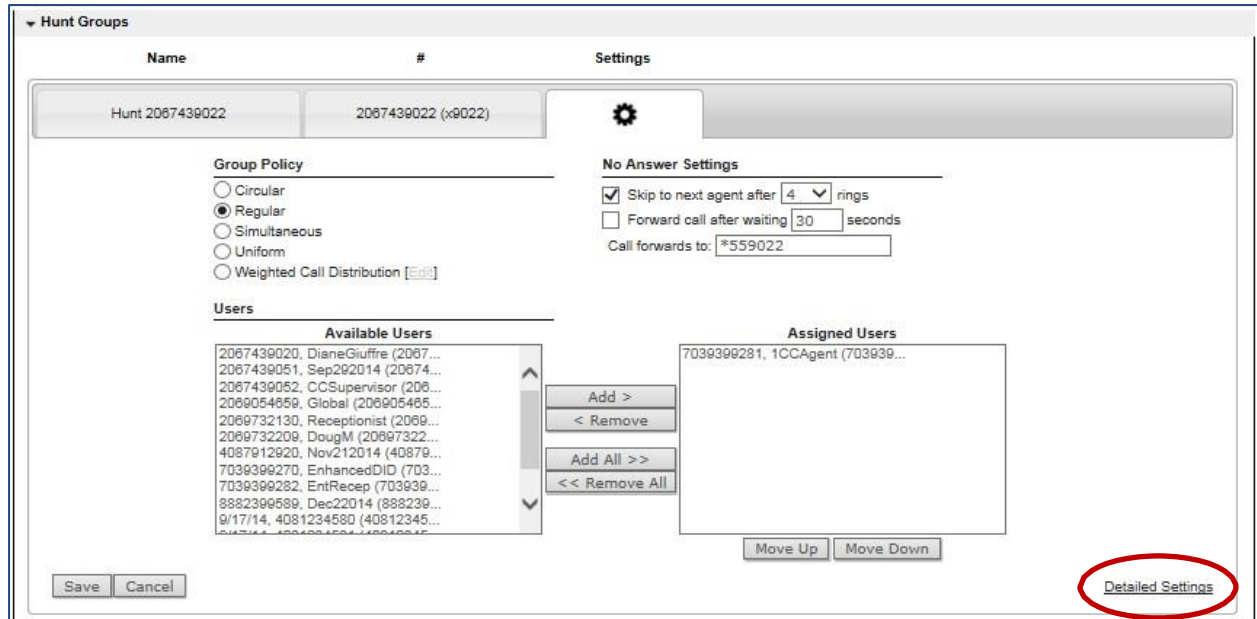 Hunt Groups
Name # Settings
Hunt 2067439022 2067439022 (x9022)
Group Policy
Circular
Regular
Simultaneous
Uniform
Weighted Call Distribution [Edit]
No Answer Settings
Skip to next agent after 4 rings
Forward call after waiting 30 seconds
Call forwards to: *559022
Users
Available Users
2067439020, DianeGiuffre (2067...
2067439051, Sep292014 (20674...
2067439052, CCSupervisor (206...
2069054659, Global (206905465...
2069732130, Receptionist (2069...
2069732209, DougM (20697322...
4087912920, Nov212014 (40879...
7039399270, EnhancedDID (703...
7039399282, EntRecep (703939...
8882399589, Dec22014 (888239...
9/17/14, 4081234580 (40812345...
Add >
< Remove
Add All >>
<< Remove All
Assigned Users
7039399281, 1CCAgent (703939...
Move Up Move Down
Save Cancel
Detailed Settings